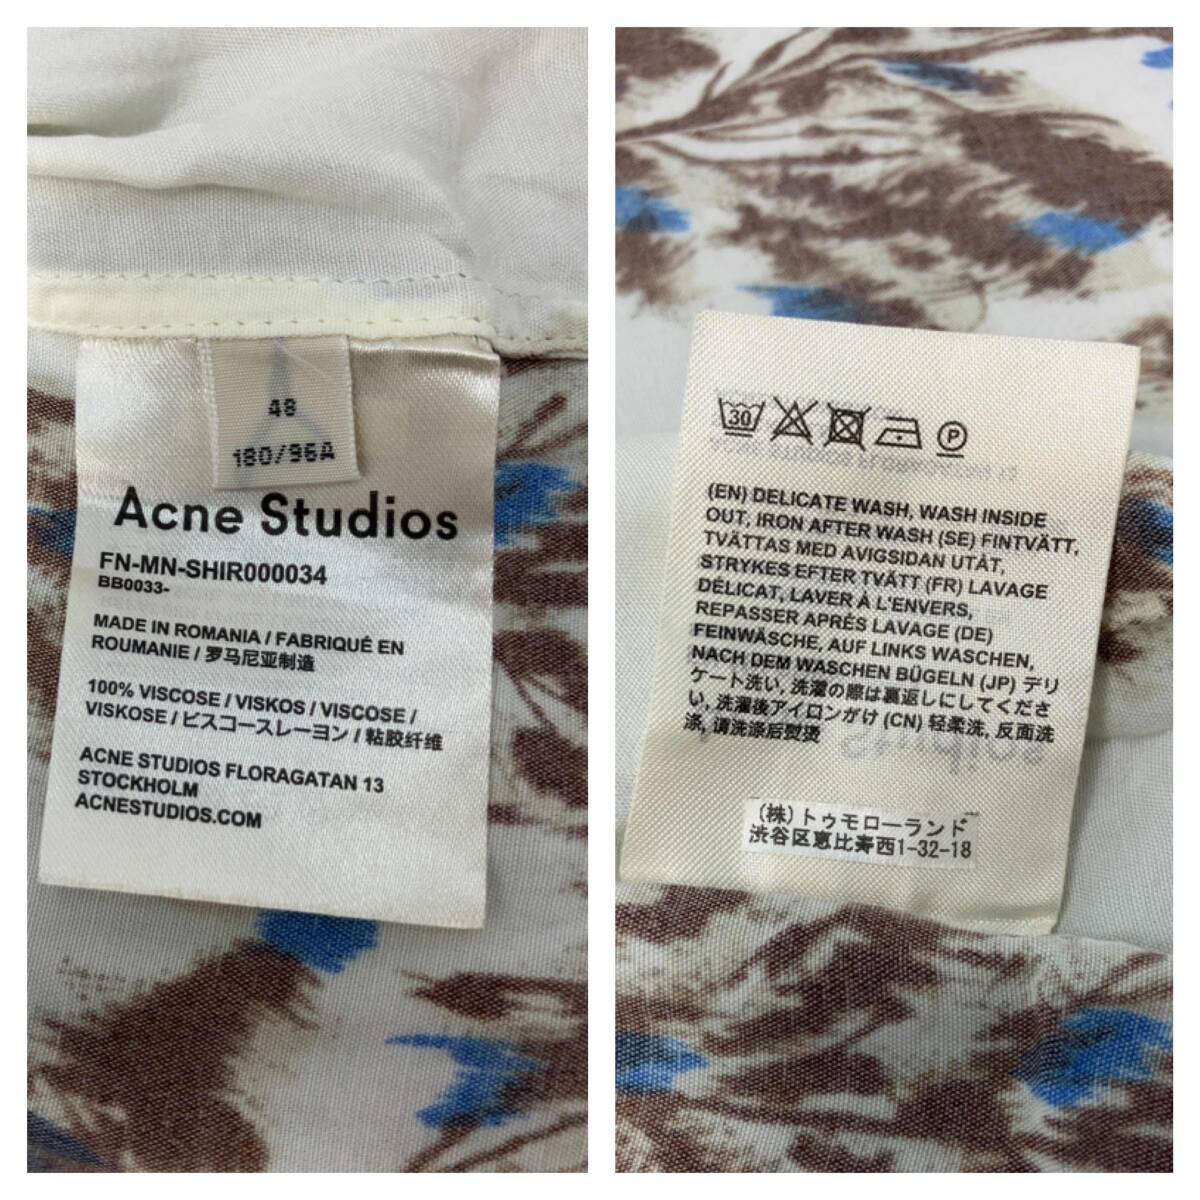 48
180/96A
Acne Studios
FN-MN-SHIR000034
BB0033-
MADE IN ROMANIA / FABRIQUÉ EN
ROUMANIE / 罗马尼亚制造
100% VISCOSE / VISKOS / VISCOSE /
VISKOSE / ビスコースレーヨン / 粘胶纤维
ACNE STUDIOS FLORAGATAN 13
STOCKHOLM
ACNESTUDIOS.COM
30
P
(EN) DELICATE WASH, WASH INSIDE
OUT, IRON AFTER WASH (SE) FINTVÄTT,
TVÄTTAS MED AVIGSIDAN UTÅT,
STRYKES EFTER TVÄTT (FR) LAVAGE
DÉLICAT, LAVER À L'ENVERS,
REPASSER APRÈS LAVAGE (DE)
FEINWÄSCHE, AUF LINKS WASCHEN,
NACH DEM WASCHEN BÜGELN (JP) デリ
ケート洗い, 洗濯の際は裏返しにしてくださ
い, 洗濯後アイロンがけ (CN) 轻柔洗, 反面洗
涤, 请洗涤后熨烫
(株)トゥモローランド
渋谷区恵比寿西1-32-18